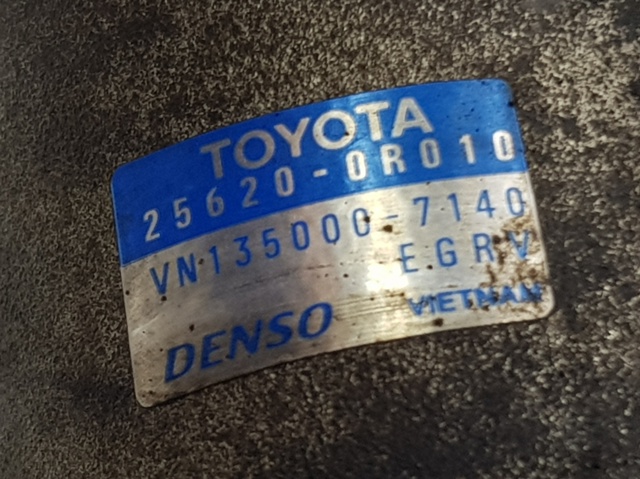 TOYOTA
25620-0R010
VN135000-7140
EGRV
DENSO VIETNAM